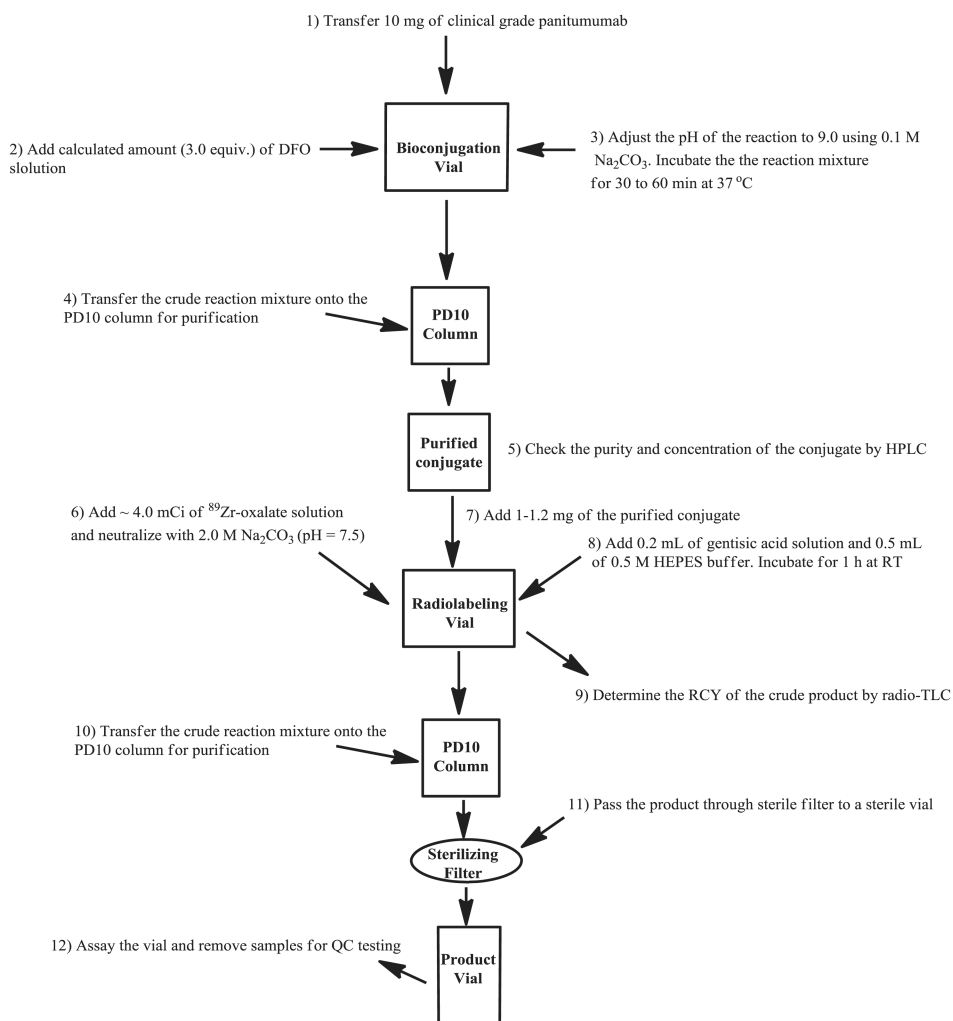 1) Transfer 10 mg of clinical grade panitumumab
Bioconjugation
Vial
2) Add calculated amount (3.0 equiv.) of DFO
slolution
3) Adjust the pH of the reaction to 9.0 using 0.1 M
Na₂CO₃. Incubate the the reaction mixture
for 30 to 60 min at 37 °C
4) Transfer the crude reaction mixture onto the
PD10 column for purification
PD10
Column
Purified
conjugate
5) Check the purity and concentration of the conjugate by HPLC
6) Add ~ 4.0 mCi of ⁸⁹Zr-oxalate solution
and neutralize with 2.0 M Na₂CO₃ (pH = 7.5)
7) Add 1-1.2 mg of the purified conjugate
8) Add 0.2 mL of gentisic acid solution and 0.5 mL
of 0.5 M HEPES buffer. Incubate for 1 h at RT
Radiolabeling
Vial
9) Determine the RCY of the crude product by radio-TLC
10) Transfer the crude reaction mixture onto the
PD10 column for purification
PD10
Column
11) Pass the product through sterile filter to a sterile vial
Sterilizing
Filter
12) Assay the vial and remove samples for QC testing
Product
Vial